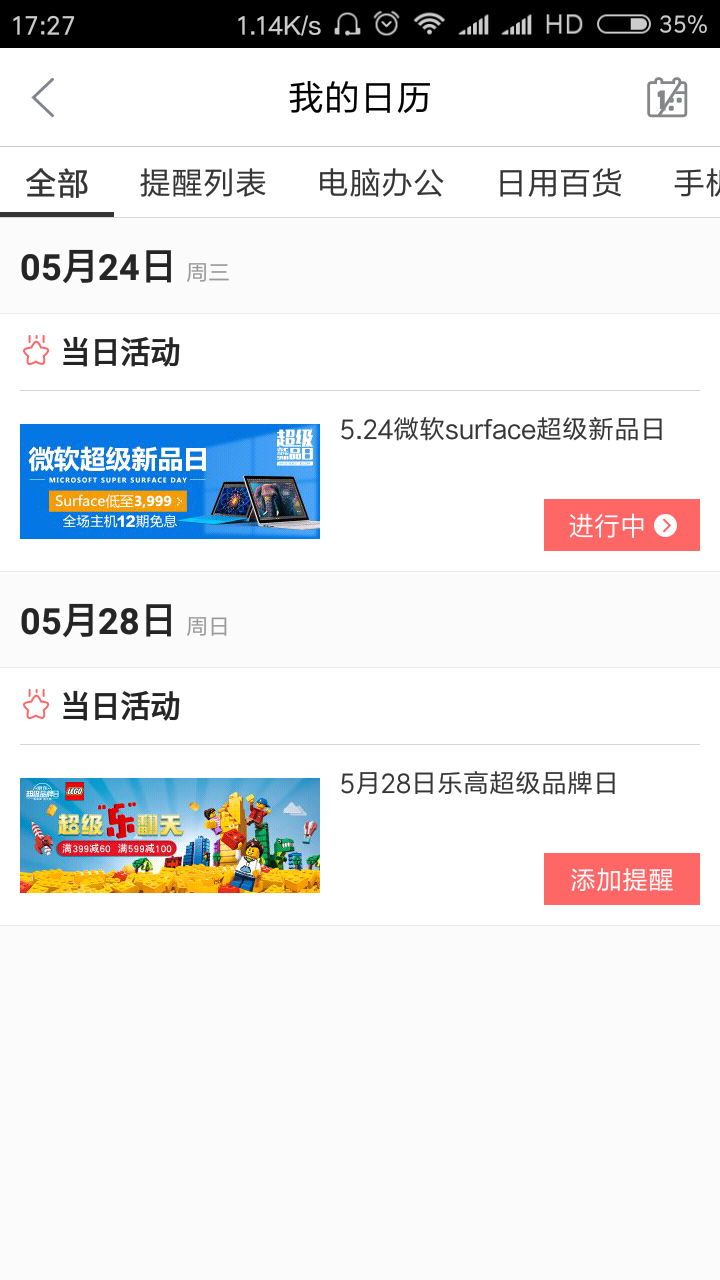 17:27 1.14K/s HD 35%
我的日历
全部 提醒列表 电脑办公 日用百货 手机
05月24日 周三
当日活动
5.24微软surface超级新品日
微软超级新品日
MICROSOFT SUPER SURFACE DAY
Surface低至3,999
全场主机12期免息
超级
新品日
进行中
05月28日 周日
当日活动
5月28日乐高超级品牌日
超级品牌日
LEGO
超级"乐"翻天
满399减60 满599减100
添加提醒